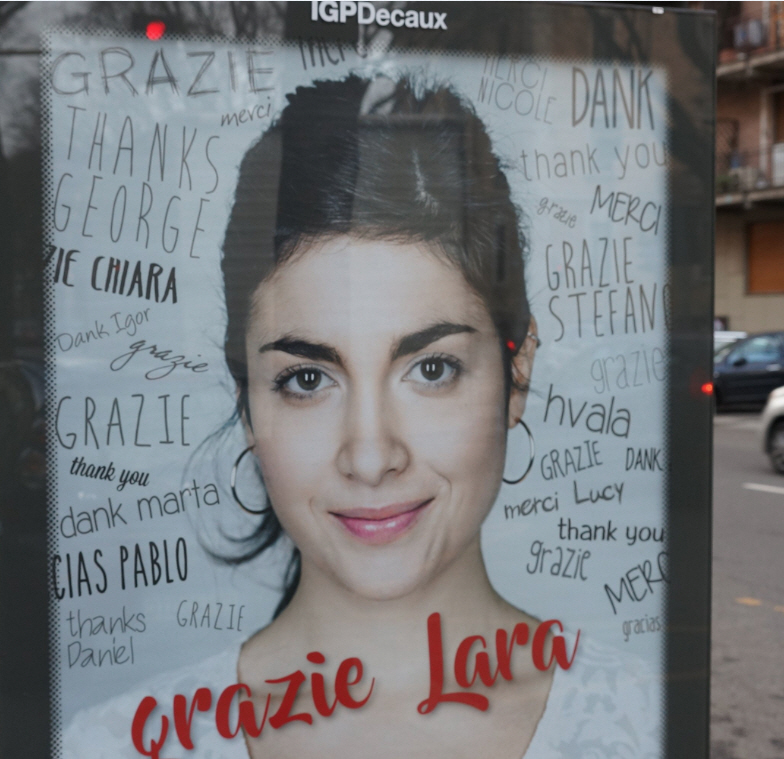 IGPDecaux
GRAZIE
merci
THANKS
GEORGE
ZIE CHIARA
Dank Igor
grazie
GRAZIE
thank you
dank marta
CIAS PABLO
thanks
Daniel
GRAZIE
MERCI
NICOLE
DANK
thank you
grazie
MERCI
GRAZIE
STEFANO
grazie
hvala
GRAZIE
DANK
merci Lucy
thank you
grazie
MERC
gracias
grazie Lara